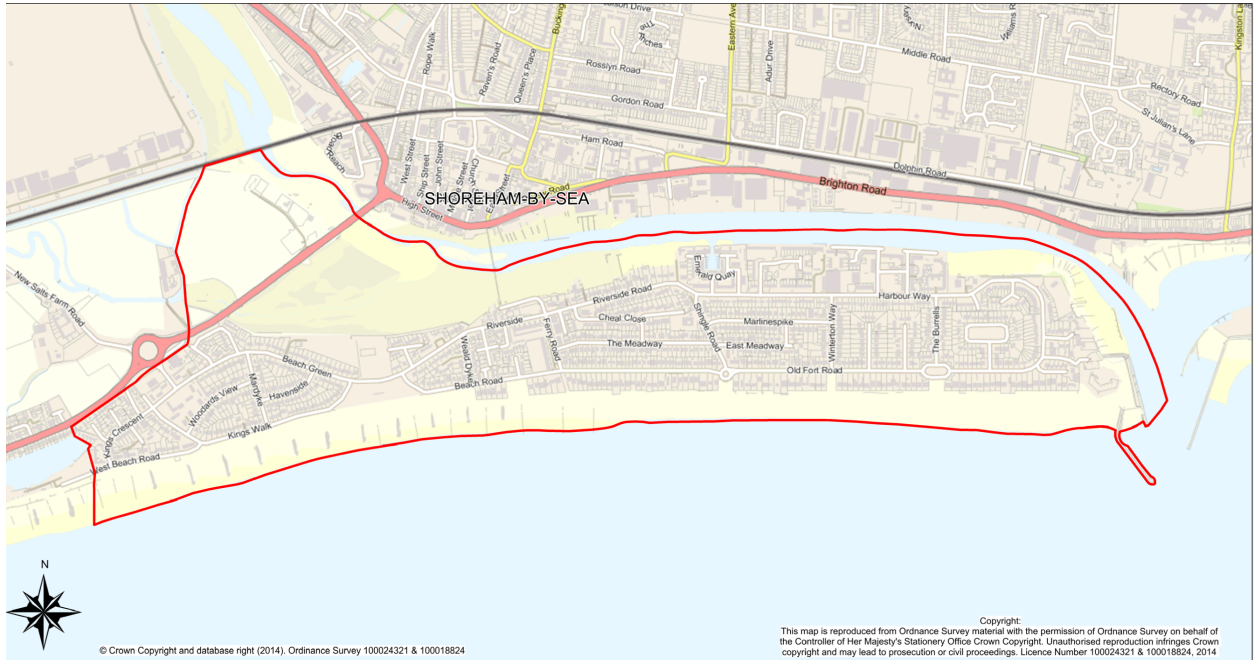 Rope Walk
Raven's Road
Queen's Place
The
Rosslyn Road
Gordon Road
Eastern Ave
Adur Drive
Middle Road
Rectory Road
St Julian's Lane
Kingston La
Broad
Reach
West Street
Ship Street
John Street
Ham Road
Road
High Street
SHOREHAM-BY-SEA
Dolphin Road
Brighton Road
New Salts Farm Road
Emerald Quay
Riverside Road
Harbour Way
Riverside
Cheal Close
Marlinespike
Ferry Road
Shingle Road
Winterton Way
The Burrells
Weald Dyke
The Meadway
East Meadway
Beach Green
Beach Road
Old Fort Road
Mardyke
Havenside
Woodards View
Kings Crescent
Kings Walk
West Beach Road
N
© Crown Copyright and database right (2014). Ordnance Survey 100024321 & 100018824
Copyright:
This map is reproduced from Ordnance Survey material with the permission of Ordnance Survey on behalf of
the Controller of Her Majesty's Stationery Office Crown Copyright. Unauthorised reproduction infringes Crown
copyright and may lead to prosecution or civil proceedings. Licence Number 100024321 & 100018824, 2014